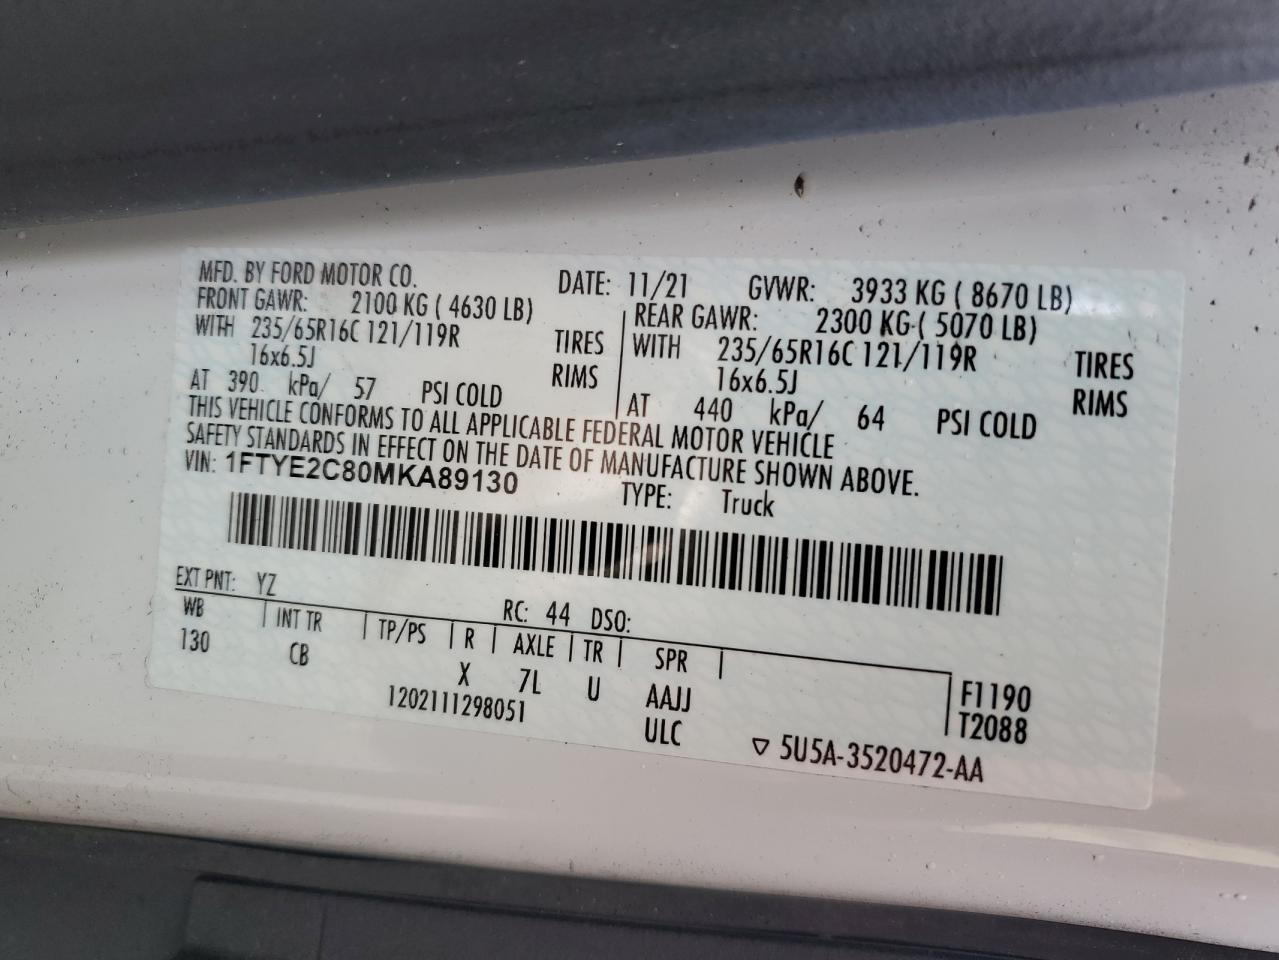 MFD. BY FORD MOTOR CO. DATE: 11/21 GVWR: 3933 KG ( 8670 LB)
FRONT GAWR: 2100 KG ( 4630 LB) REAR GAWR: 2300 KG ( 5070 LB)
WITH 235/65R16C 121/119R TIRES WITH 235/65R16C 121/119R TIRES
16x6.5J RIMS 16x6.5J RIMS
AT 390 kPa/ 57 PSI COLD AT 440 kPa/ 64 PSI COLD
THIS VEHICLE CONFORMS TO ALL APPLICABLE FEDERAL MOTOR VEHICLE
SAFETY STANDARDS IN EFFECT ON THE DATE OF MANUFACTURE SHOWN ABOVE.
VIN: 1FTYE2C80MKA89130 TYPE: Truck
EXT PNT: YZ RC: 44 DSO:
WB INT TR TP/PS R AXLE TR SPR
130 CB X 7L U AAJJ F1190
1202111298051 ULC T2088
5U5A-3520472-AA